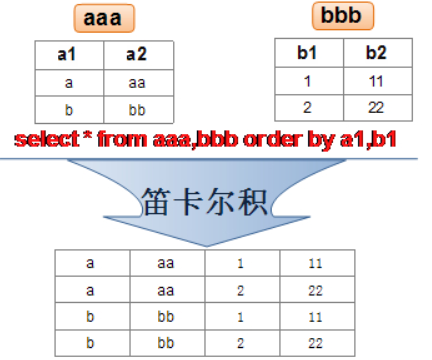 aaa bbb
a1 a2 b1 b2
a aa 1 11
b bb 2 22
select * from aaa,bbb order by a1,b1
笛卡尔积
a aa 1 11
a aa 2 22
b bb 1 11
b bb 2 22